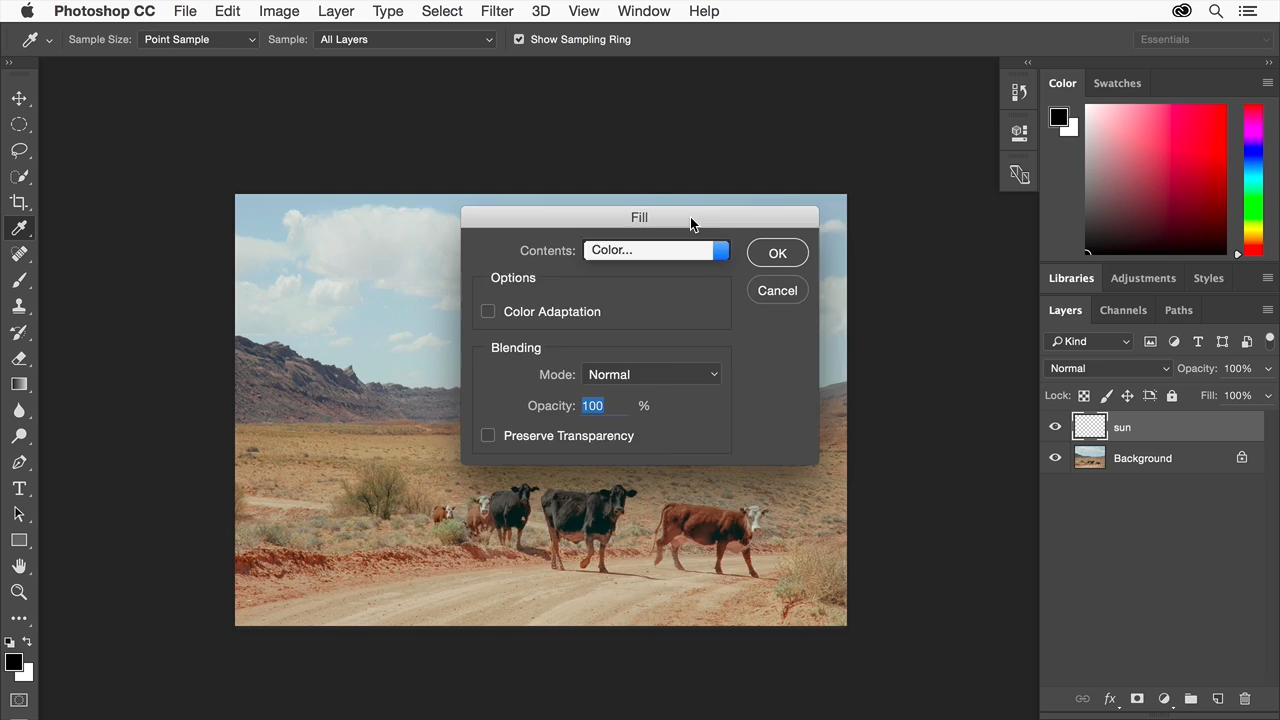 Photoshop CC File Edit Image Layer Type Select Filter 3D View Window Help
Sample Size: Point Sample Sample: All Layers Show Sampling Ring Essentials
Color Swatches
Fill
Contents: Color... OK
Options
Cancel
Color Adaptation
Blending
Mode: Normal
Opacity: 100 %
Preserve Transparency
Libraries Adjustments Styles
Layers Channels Paths
Kind
Normal Opacity: 100%
Lock: Fill: 100%
sun
Background
fx